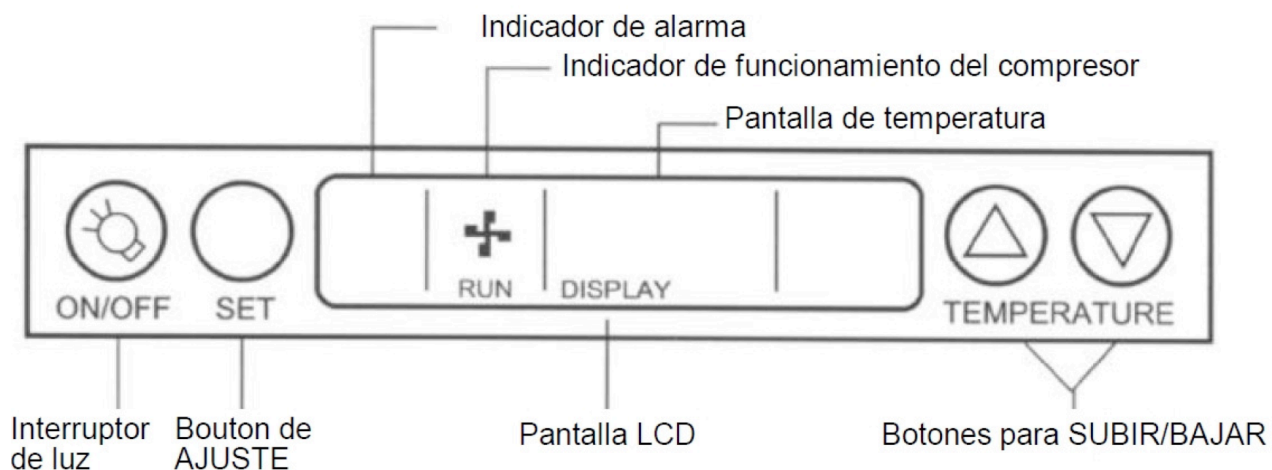 Indicador de alarma
Indicador de funcionamiento del compresor
Pantalla de temperatura
RUN
DISPLAY
ON/OFF
SET
TEMPERATURE
Interruptor
de luz
Bouton de
AJUSTE
Pantalla LCD
Botones para SUBIR/BAJAR